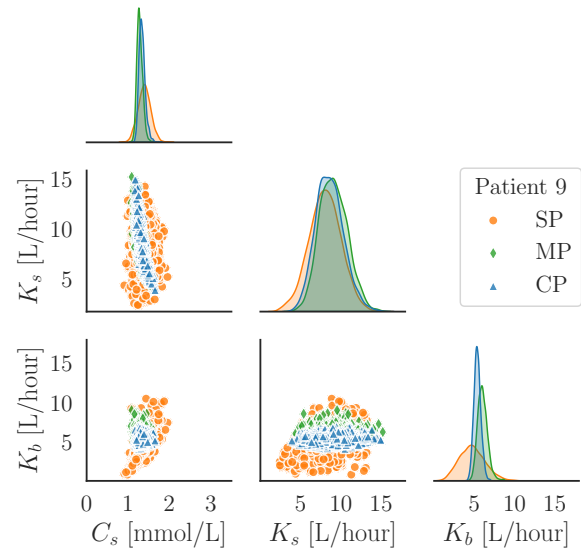 15
10
5
K_s [L/hour]
Patient 9
SP
MP
CP
15
10
5
K_b [L/hour]
0 1 2 3
5 10 15
0 5 10 15
C_s [mmol/L]
K_s [L/hour]
K_b [L/hour]